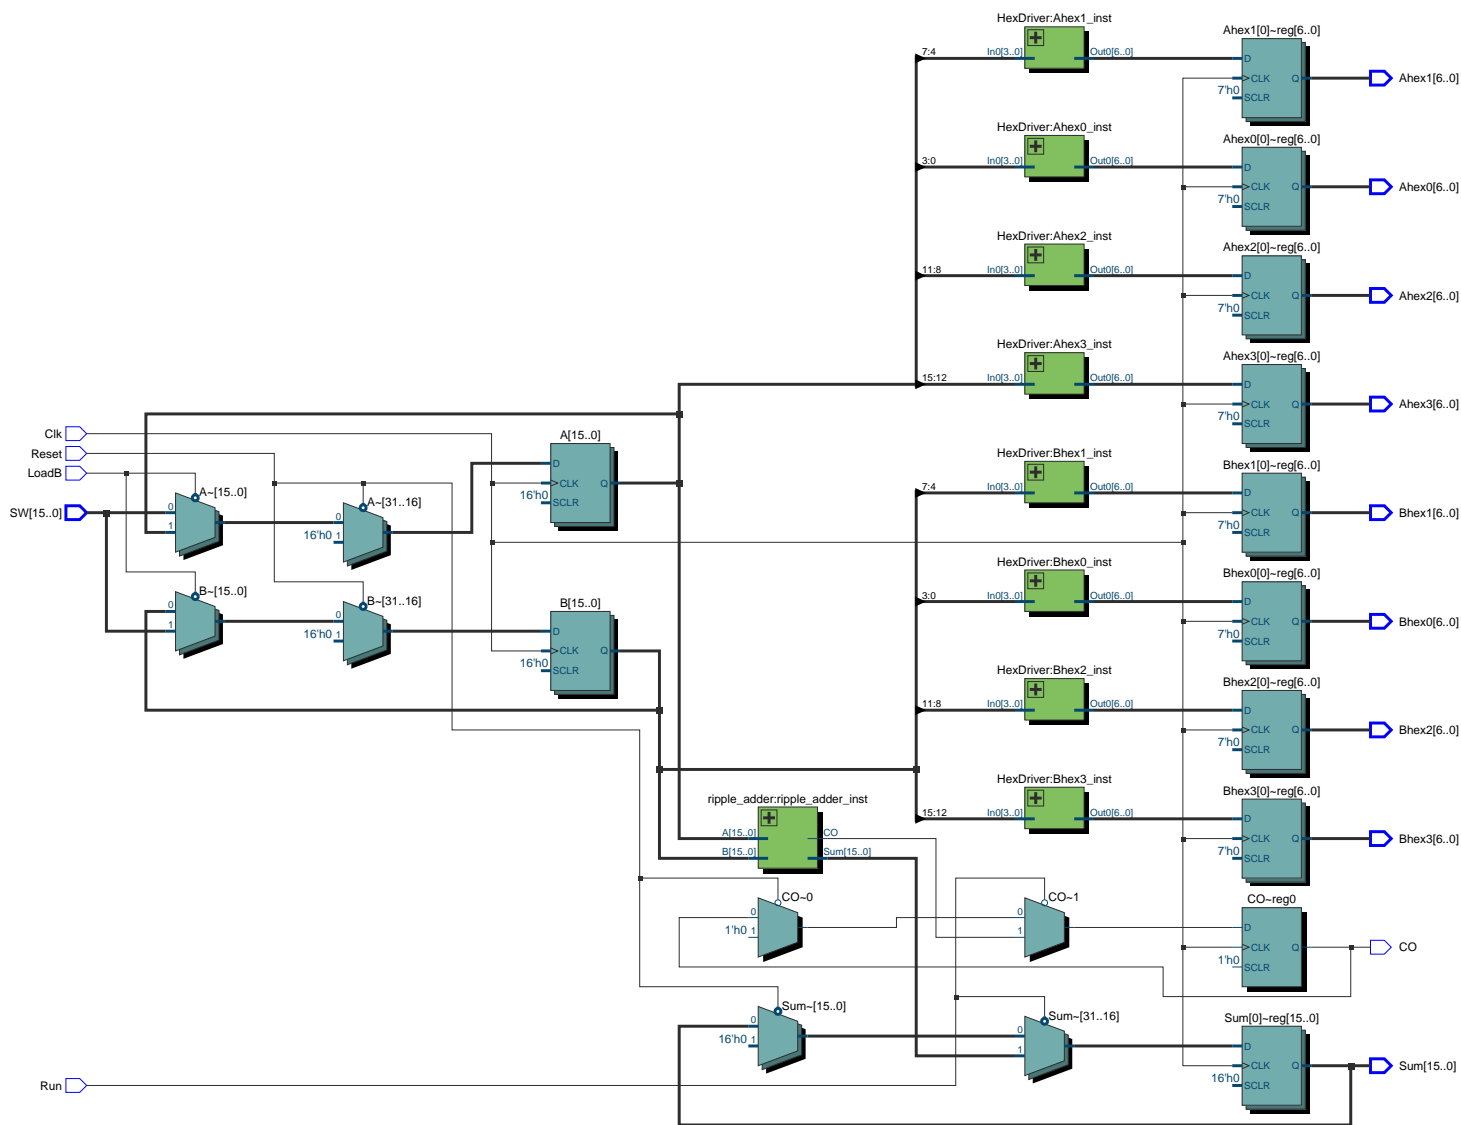 HexDriver:Ahex1_inst
7:4
In0[3..0]
Out0[6..0]
Ahex1[0]~reg[6..0]
D
CLK
Q
7'h0
SCLR
Ahex1[6..0]
HexDriver:Ahex0_inst
3:0
In0[3..0]
Out0[6..0]
Ahex0[0]~reg[6..0]
D
CLK
Q
7'h0
SCLR
Ahex0[6..0]
HexDriver:Ahex2_inst
11:8
In0[3..0]
Out0[6..0]
Ahex2[0]~reg[6..0]
D
CLK
Q
7'h0
SCLR
Ahex2[6..0]
HexDriver:Ahex3_inst
15:12
In0[3..0]
Out0[6..0]
Ahex3[0]~reg[6..0]
D
CLK
Q
7'h0
SCLR
Ahex3[6..0]
Clk
Reset
LoadB
SW[15..0]
A~[15..0]
0
1
A~[31..16]
0
16'h0 1
A[15..0]
D
CLK
Q
16'h0
SCLR
HexDriver:Bhex1_inst
7:4
In0[3..0]
Out0[6..0]
Bhex1[0]~reg[6..0]
D
CLK
Q
7'h0
SCLR
Bhex1[6..0]
B~[15..0]
0
1
B~[31..16]
0
16'h0 1
B[15..0]
D
CLK
Q
16'h0
SCLR
HexDriver:Bhex0_inst
3:0
In0[3..0]
Out0[6..0]
Bhex0[0]~reg[6..0]
D
CLK
Q
7'h0
SCLR
Bhex0[6..0]
HexDriver:Bhex2_inst
11:8
In0[3..0]
Out0[6..0]
Bhex2[0]~reg[6..0]
D
CLK
Q
7'h0
SCLR
Bhex2[6..0]
HexDriver:Bhex3_inst
15:12
In0[3..0]
Out0[6..0]
Bhex3[0]~reg[6..0]
D
CLK
Q
7'h0
SCLR
Bhex3[6..0]
ripple_adder:ripple_adder_inst
A[15..0]
CO
B[15..0]
Sum[15..0]
CO~0
0
1'h0 1
CO~1
0
1
CO~reg0
D
CLK
Q
1'h0
SCLR
CO
Sum~[15..0]
0
16'h0 1
Sum~[31..16]
0
1
Sum[0]~reg[15..0]
D
CLK
Q
16'h0
SCLR
Sum[15..0]
Run